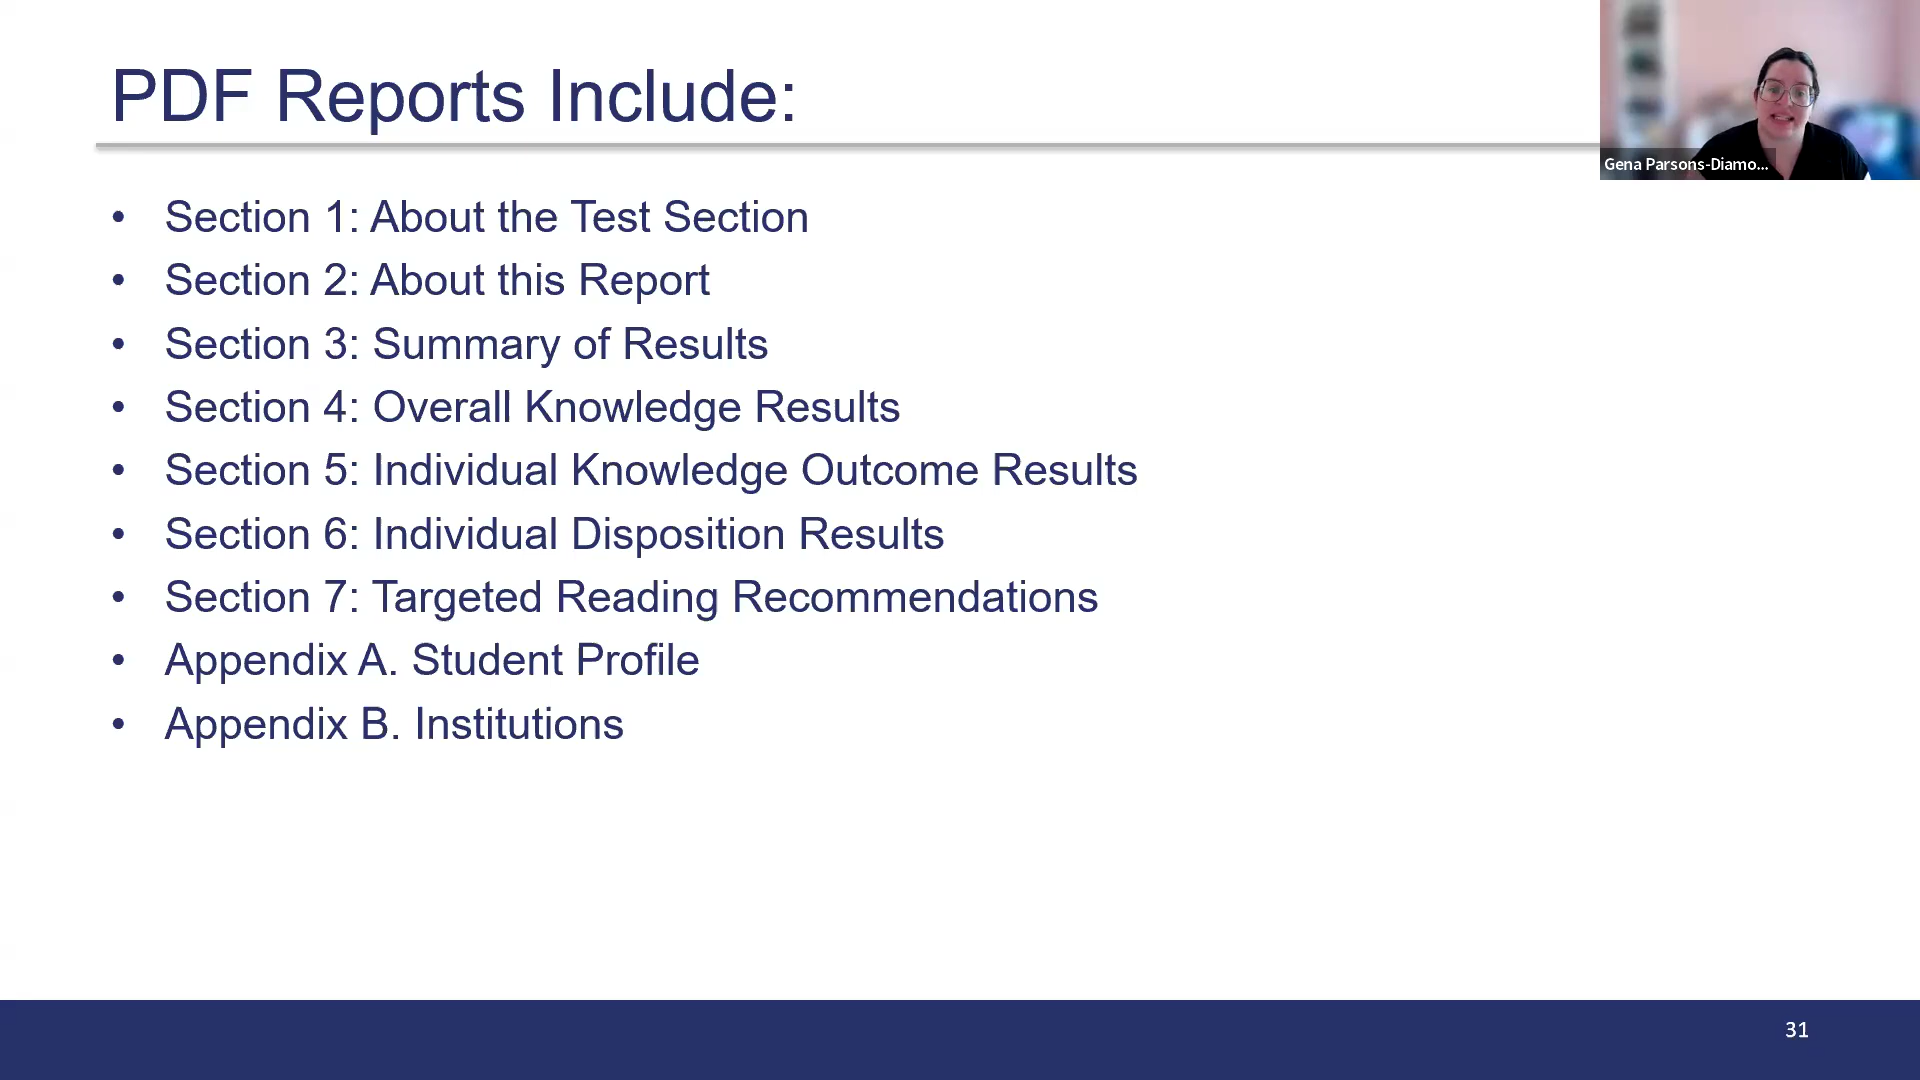 PDF Reports Include:
Gena Parsons-Diamo...
• Section 1: About the Test Section
• Section 2: About this Report
• Section 3: Summary of Results
• Section 4: Overall Knowledge Results
• Section 5: Individual Knowledge Outcome Results
• Section 6: Individual Disposition Results
• Section 7: Targeted Reading Recommendations
• Appendix A. Student Profile
• Appendix B. Institutions
31